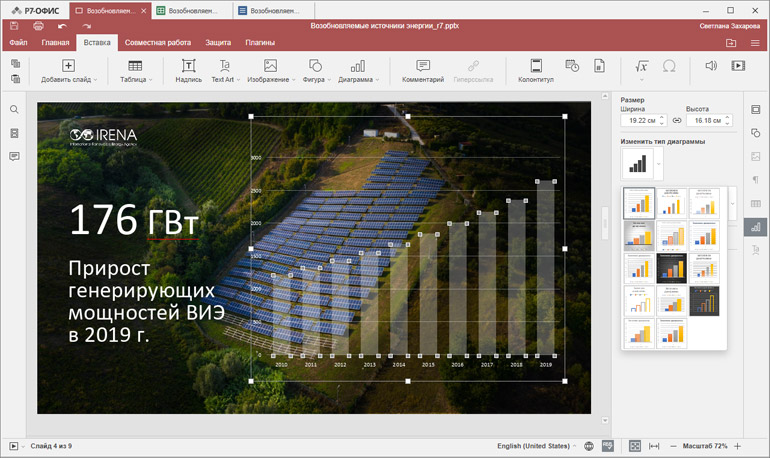 Р7-ОФИС
Возобновляем...
Возобновляем...
Возобновляем...
Возобновляемые источники энергии_r7.pptx
Светлана Захарова
Файл
Главная
Вставка
Совместная работа
Защита
Плагины
Добавить слайд
Таблица
Надпись
Text Art
Изображение
Фигура
Диаграмма
Комментарий
Гиперссылка
Колонтитул
Размер
Ширина
Высота
19.22 см
16.18 см
Изменить тип диаграммы
IRENA
International Renewable Energy Agency
176 ГВт
Прирост
генерирующих
мощностей ВИЭ
в 2019 г.
3000
2500
2000
1500
1000
500
0
2010 2011 2012 2013 2014 2015 2016 2017 2018 2019
Слайд 4 из 9
English (United States)
Масштаб 72%